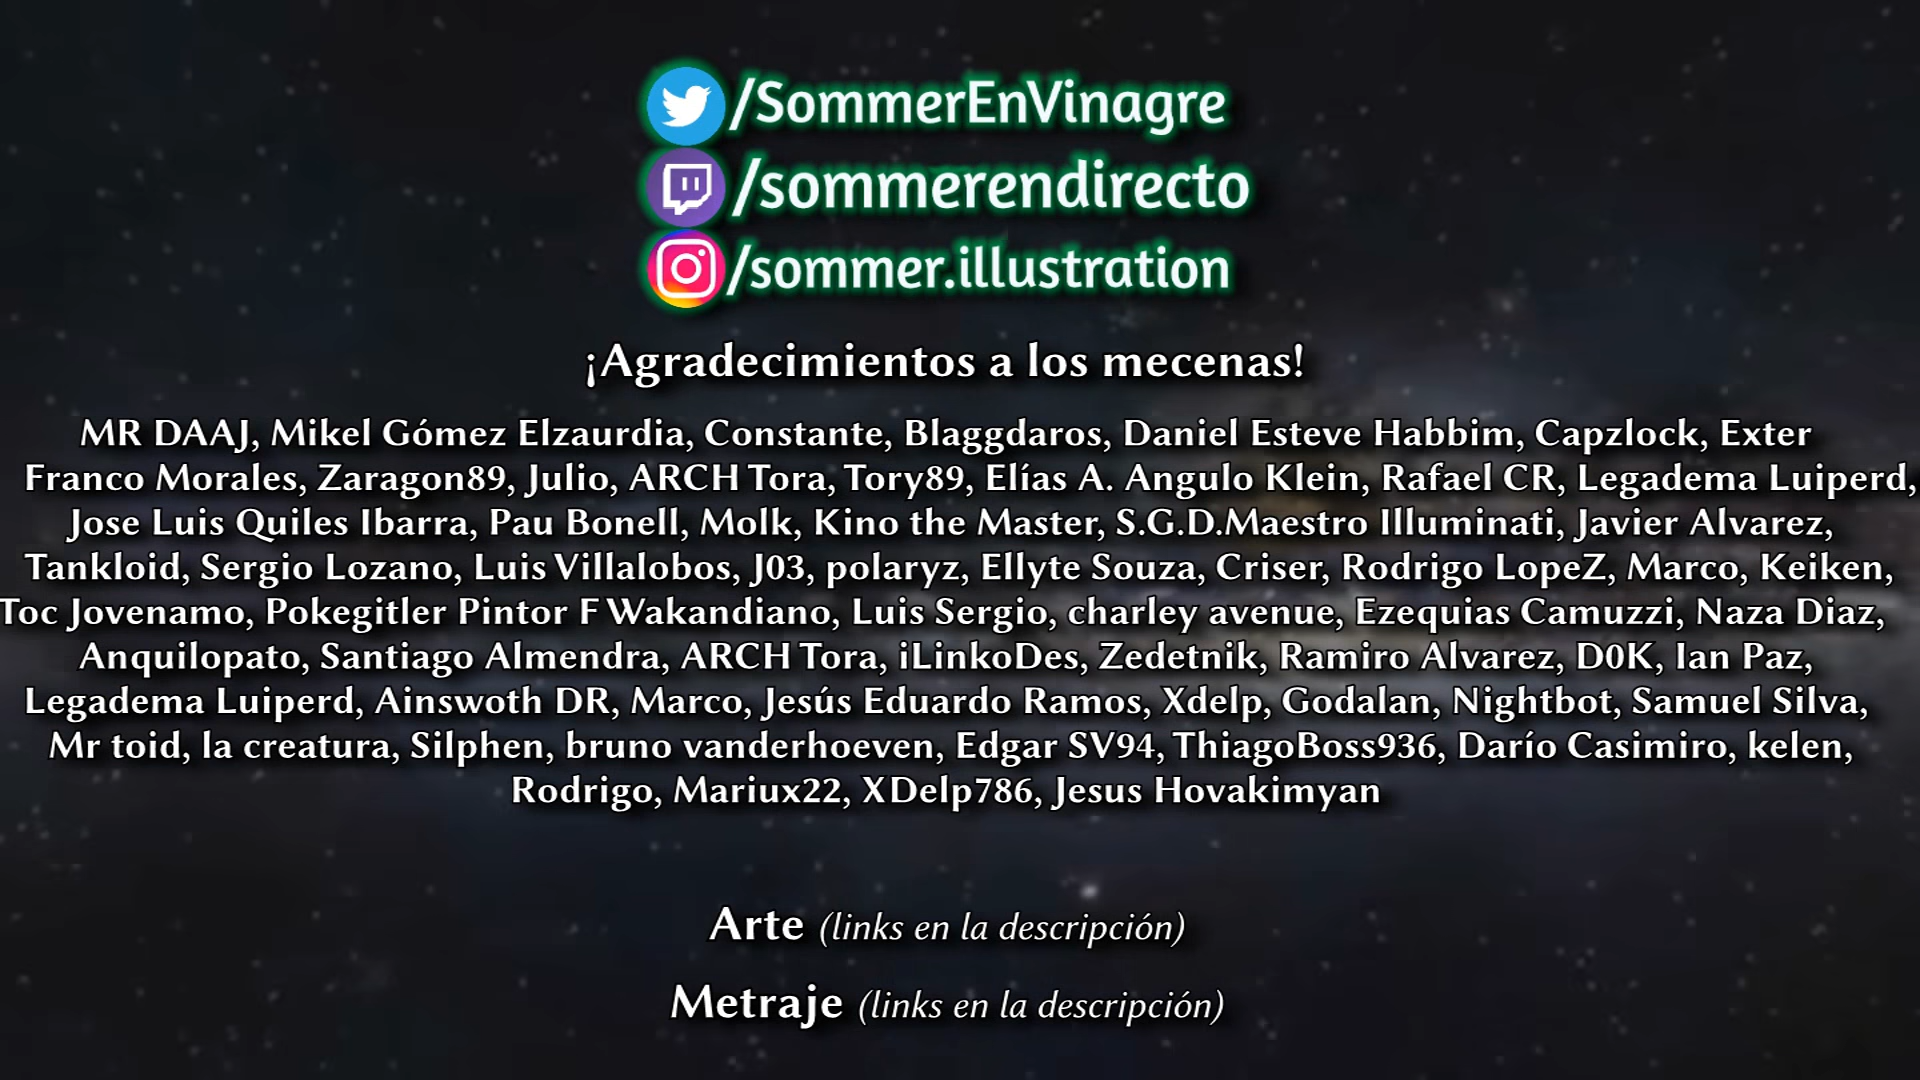 /SommerEnVinagre
/sommerendirecto
/sommer.illustration
¡Agradecimientos a los mecenas!
MR DAAJ, Mikel Gómez Elzaurdia, Constante, Blaggdaros, Daniel Esteve Habbim, Capzlock, Exter
Franco Morales, Zaragon89, Julio, ARCH Tora, Tory89, Elías A. Angulo Klein, Rafael CR, Legadema Luiperd,
Jose Luis Quiles Ibarra, Pau Bonell, Molk, Kino the Master, S.G.D.Maestro Illuminati, Javier Alvarez,
Tankloid, Sergio Lozano, Luis Villalobos, J03, polaryz, Ellyte Souza, Criser, Rodrigo LopeZ, Marco, Keiken,
Toc Jovenamo, Pokegitler Pintor F Wakandiano, Luis Sergio, charley avenue, Ezequias Camuzzi, Naza Diaz,
Anquilopato, Santiago Almendra, ARCH Tora, iLinkoDes, Zedetnik, Ramiro Alvarez, D0K, Ian Paz,
Legadema Luiperd, Ainswoth DR, Marco, Jesús Eduardo Ramos, Xdelp, Godalan, Nightbot, Samuel Silva,
Mr toid, la creatura, Silphen, bruno vanderhoeven, Edgar SV94, ThiagoBoss936, Darío Casimiro, kelen,
Rodrigo, Mariux22, XDelp786, Jesus Hovakimyan
Arte (links en la descripción)
Metraje (links en la descripción)